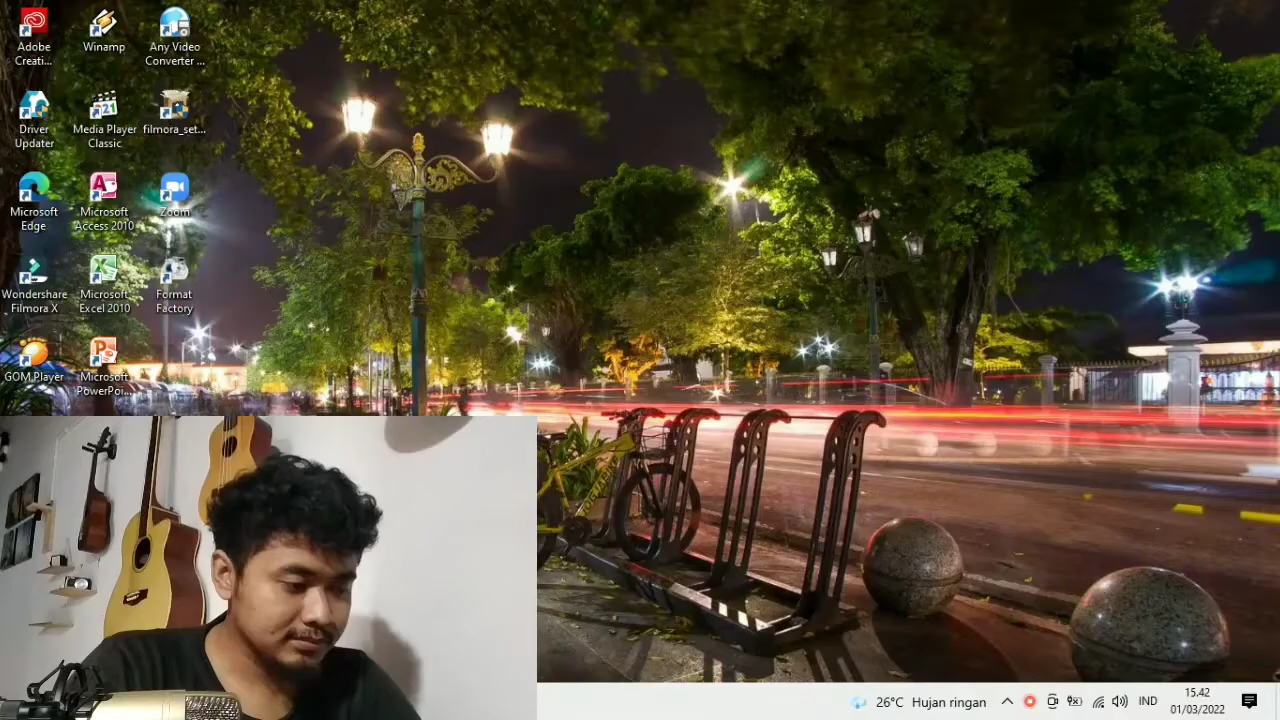 Adobe
Creati...
Winamp
Any Video
Converter ...
Driver
Updater
Media Player
Classic
filmora_set...
Microsoft
Edge
Microsoft
Access 2010
Zoom
Wondershare
Filmora X
Microsoft
Excel 2010
Format
Factory
GOM Player
Microsoft
PowerPoi...
26°C Hujan ringan
IND
15.42
01/03/2022